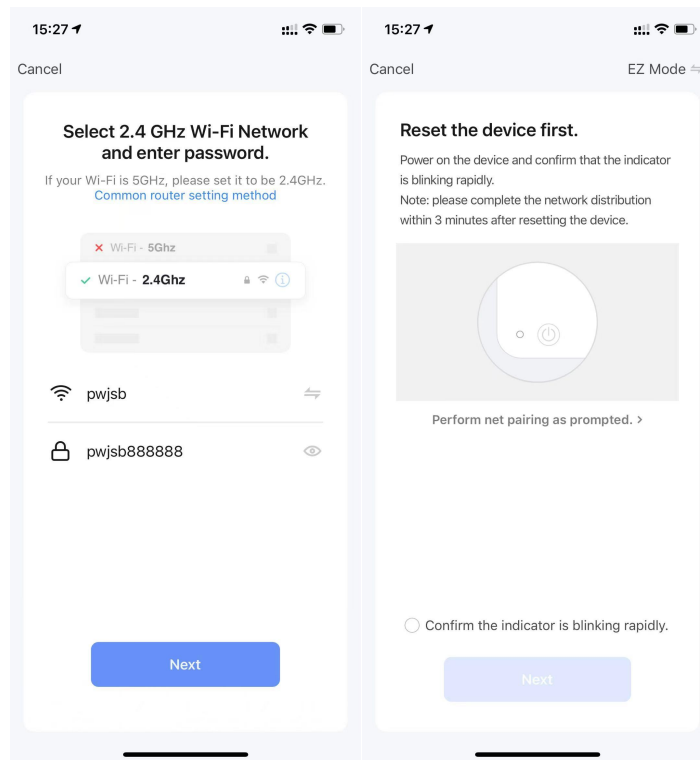 15:27
Cancel
Select 2.4 GHz Wi-Fi Network
and enter password.
If your Wi-Fi is 5GHz, please set it to be 2.4GHz.
Common router setting method
Wi-Fi - 5Ghz
Wi-Fi - 2.4Ghz
pwjsb
pwjsb888888
Next
15:27
Cancel
EZ Mode
Reset the device first.
Power on the device and confirm that the indicator
is blinking rapidly.
Note: please complete the network distribution
within 3 minutes after resetting the device.
Perform net pairing as prompted. >
Confirm the indicator is blinking rapidly.
Next